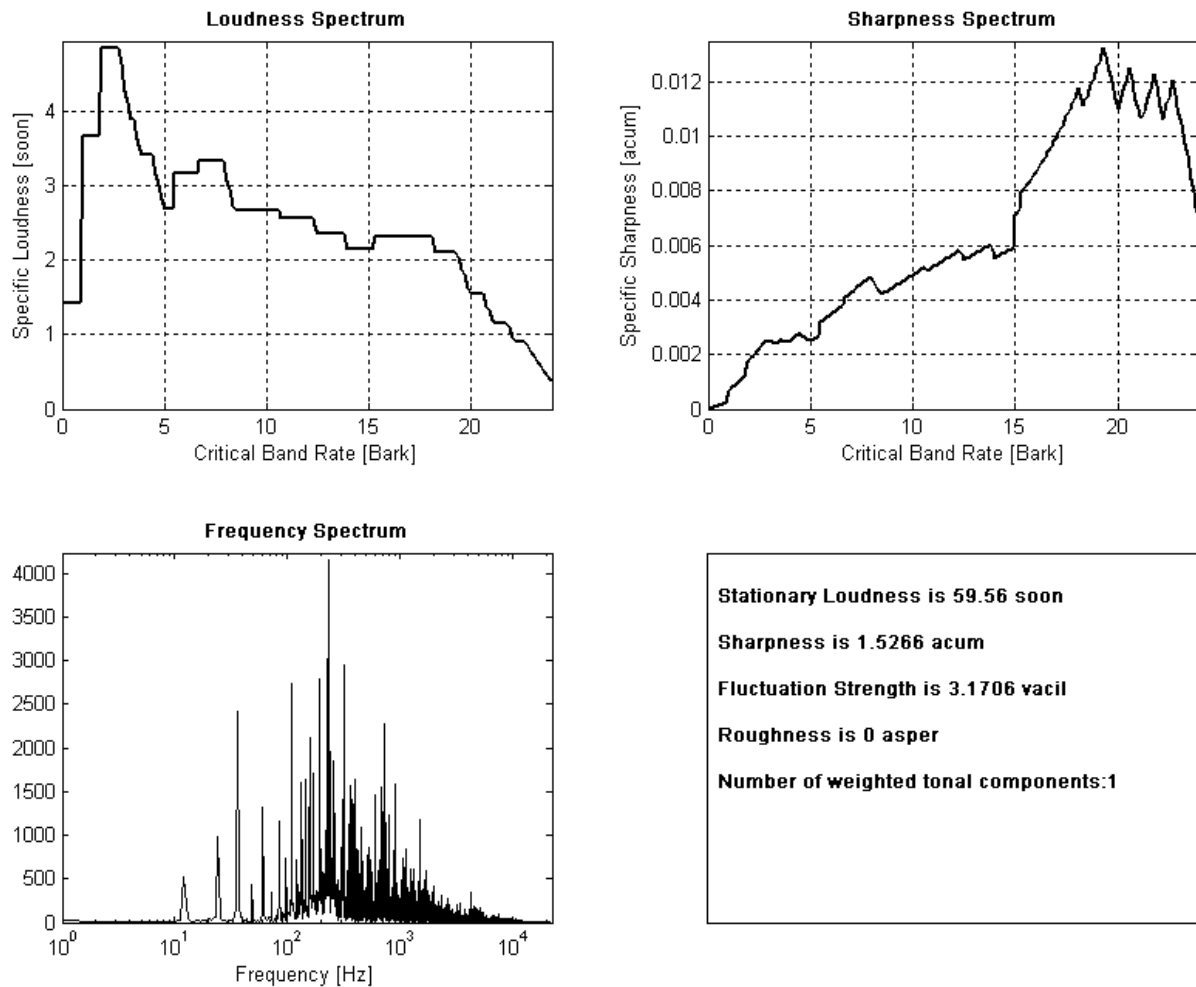 Loudness Spectrum
Specific Loudness [soon]
4
3
2
1
0
0 5 10 15 20
Critical Band Rate [Bark]
Sharpness Spectrum
Specific Sharpness [acum]
0.012
0.01
0.008
0.006
0.004
0.002
0
0 5 10 15 20
Critical Band Rate [Bark]
Frequency Spectrum
4000
3500
3000
2500
2000
1500
1000
500
0
10^0 10^1 10^2 10^3 10^4
Frequency [Hz]
Stationary Loudness is 59.56 soon
Sharpness is 1.5266 acum
Fluctuation Strength is 3.1706 vacil
Roughness is 0 asper
Number of weighted tonal components:1